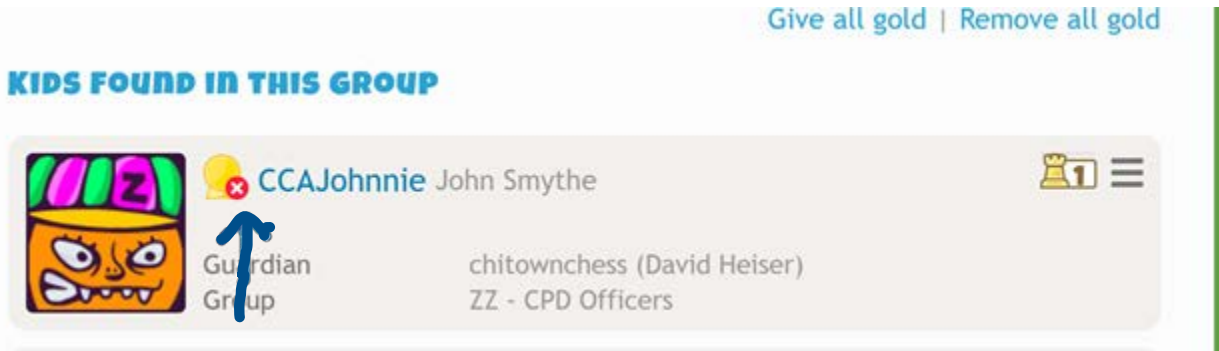 Give all gold | Remove all gold
KIDS FOUND IN THIS GROUP
Z
CCAJohnnie John Smythe
1
Guardian chitownchess (David Heiser)
Group ZZ - CPD Officers